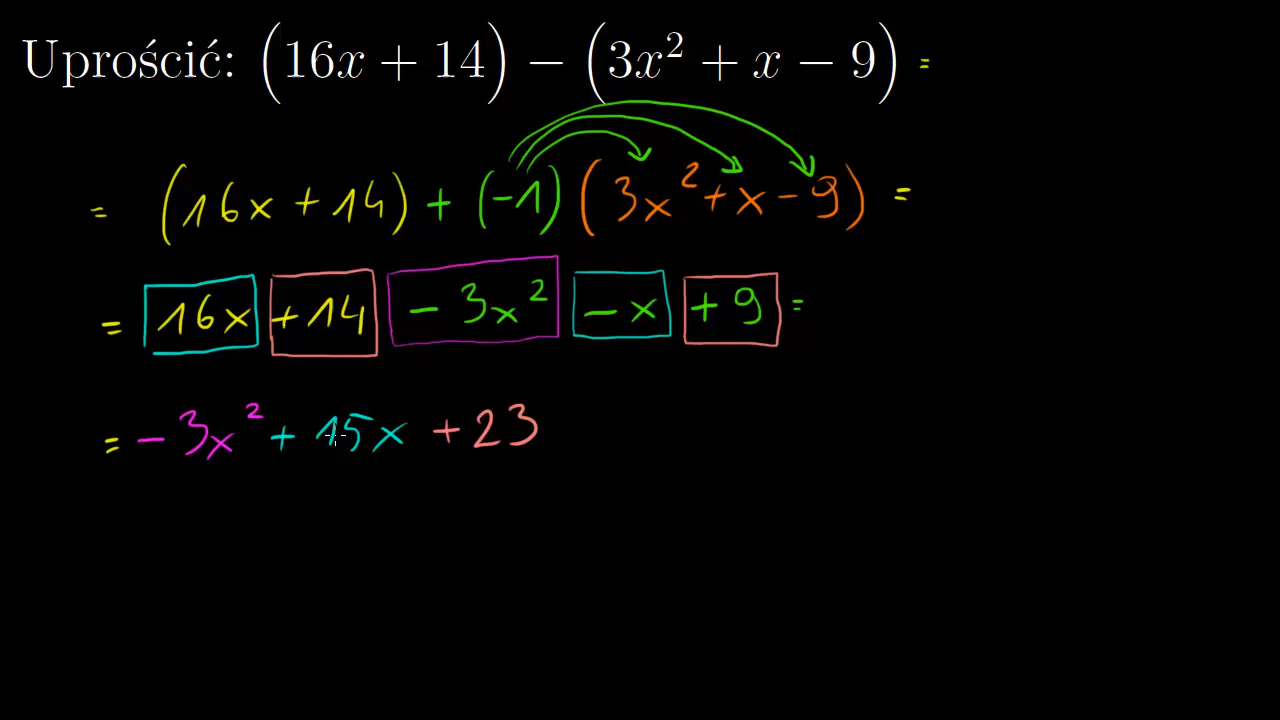 Uprościć: (16x + 14) − (3x² + x − 9) =
= (16x + 14) + (−1) (3x² + x − 9) =
= 16x + 14 − 3x² − x + 9 =
= − 3x² + 15x + 23